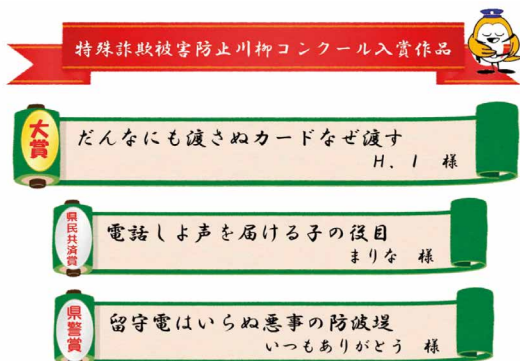 特殊詐欺被害防止川柳コンクール入賞作品
大賞
だんなにも渡さぬカードなぜ渡す
H.I 様
県民共済賞
電話しよ声を届ける子の役目
まりな 様
県警賞
留守電はいらぬ悪事の防波堤
いつもありがとう 様